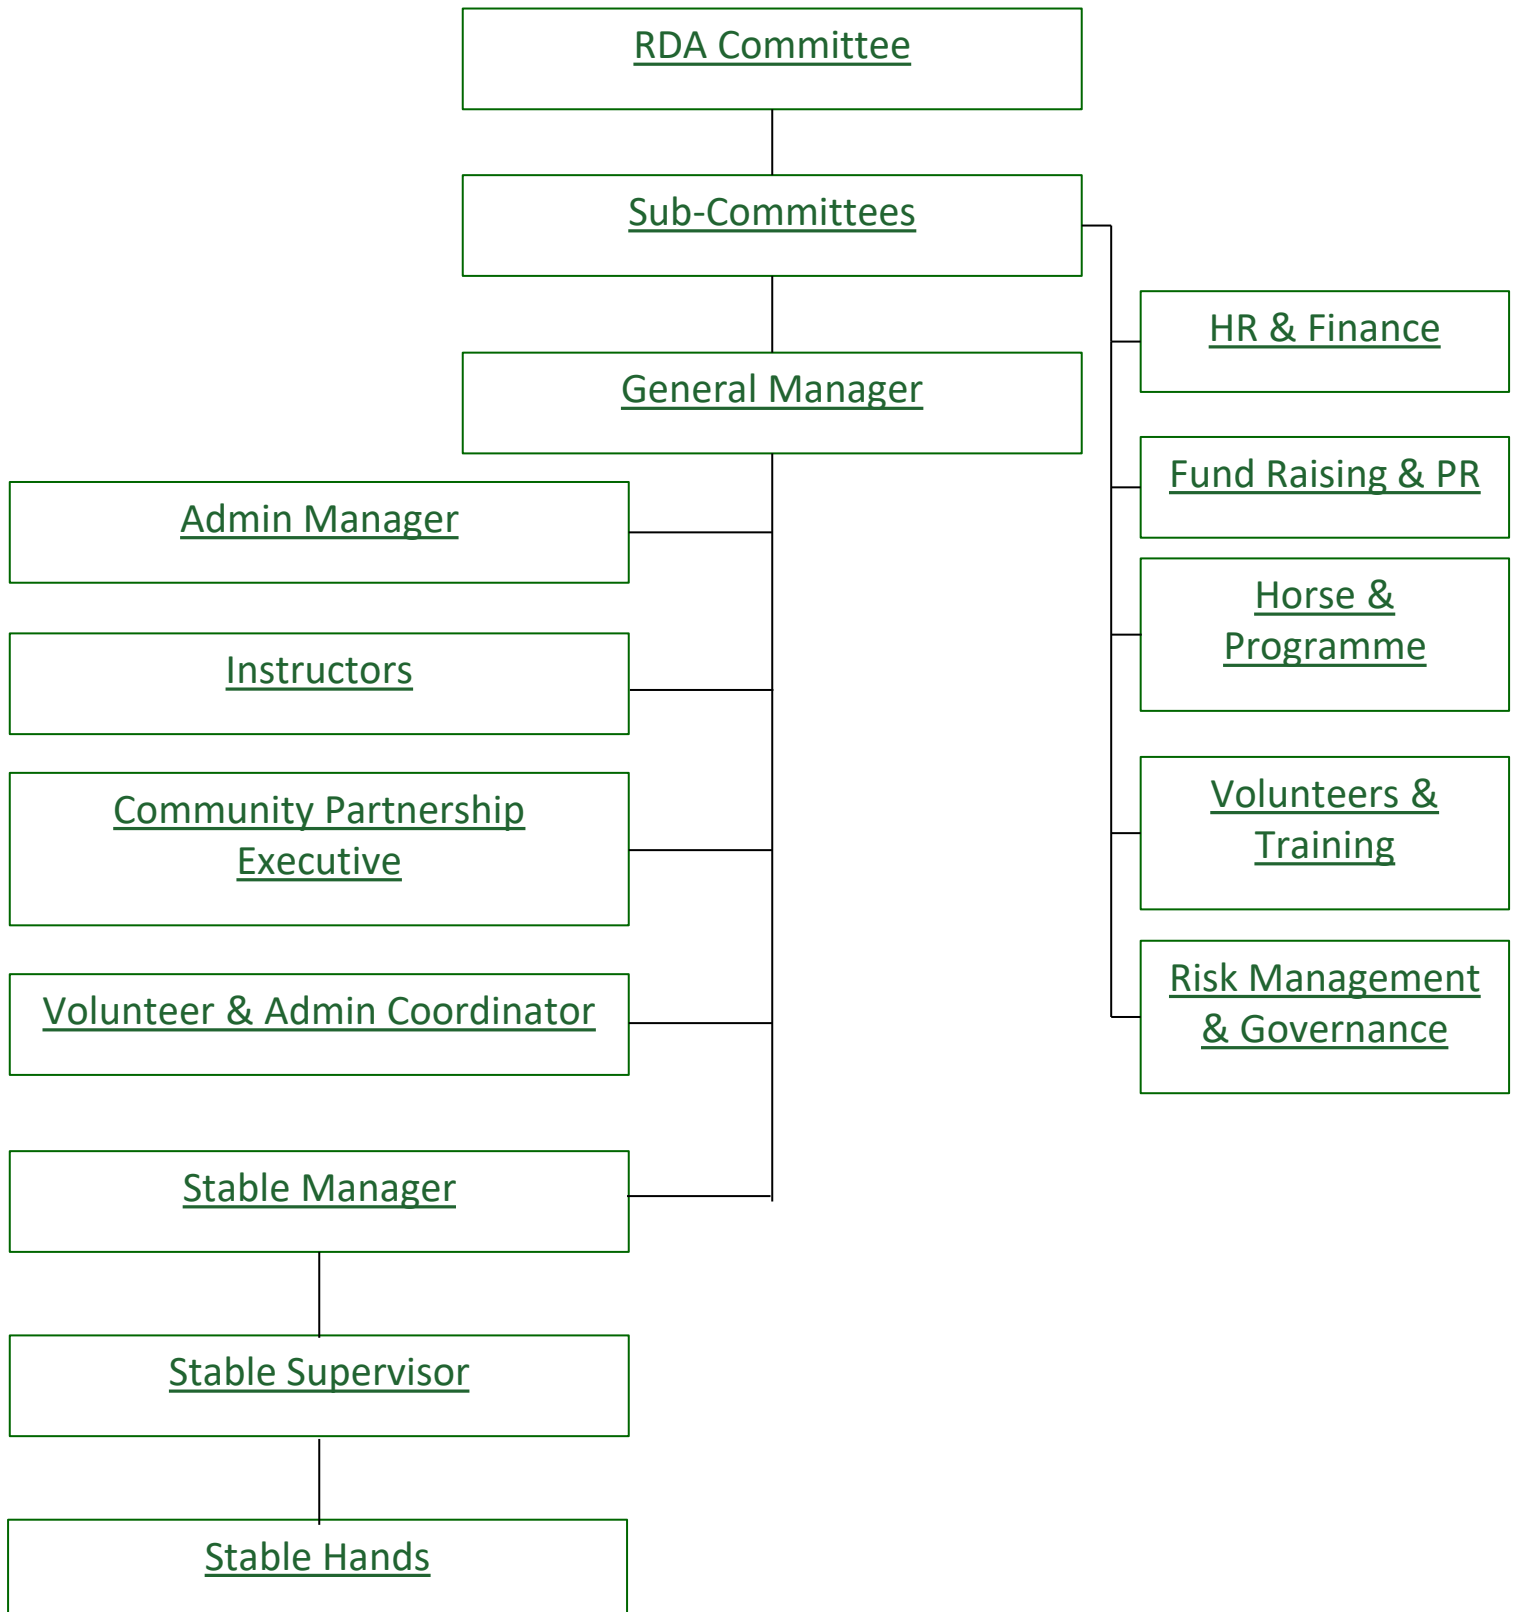 RDA Committee
Sub-Committees
General Manager
HR & Finance
Fund Raising & PR
Horse &
Programme
Volunteers &
Training
Risk Management
& Governance
Admin Manager
Instructors
Community Partnership
Executive
Volunteer & Admin Coordinator
Stable Manager
Stable Supervisor
Stable Hands